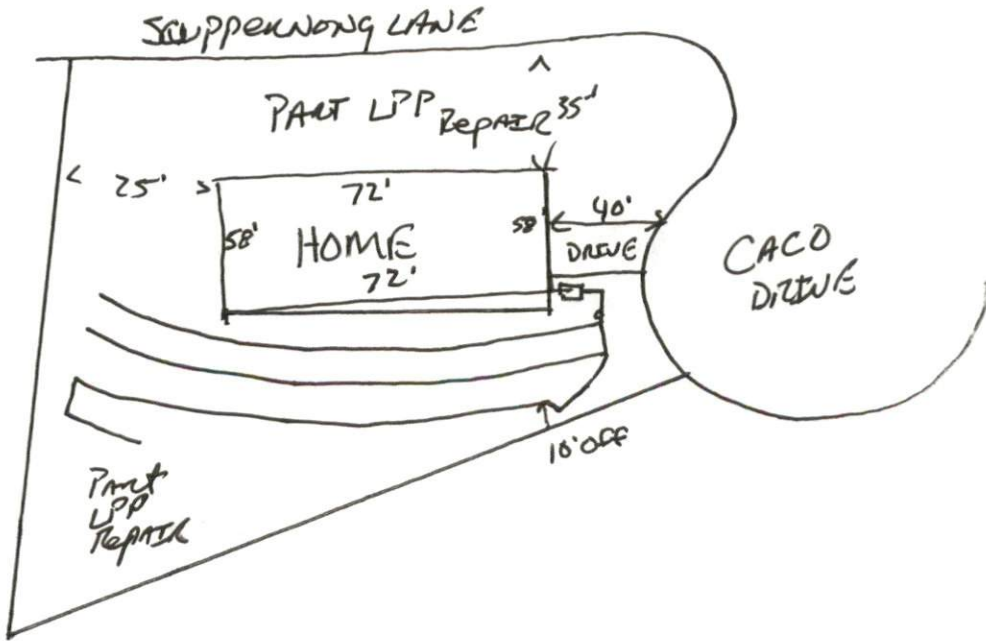 SCUPPERNONG LANE
PART LPP REPAIR 35'
25'
72'
58'
HOME
58'
72'
40'
DRIVE
CACO
DRIVE
10' OFF
PART
LPP
REPAIR